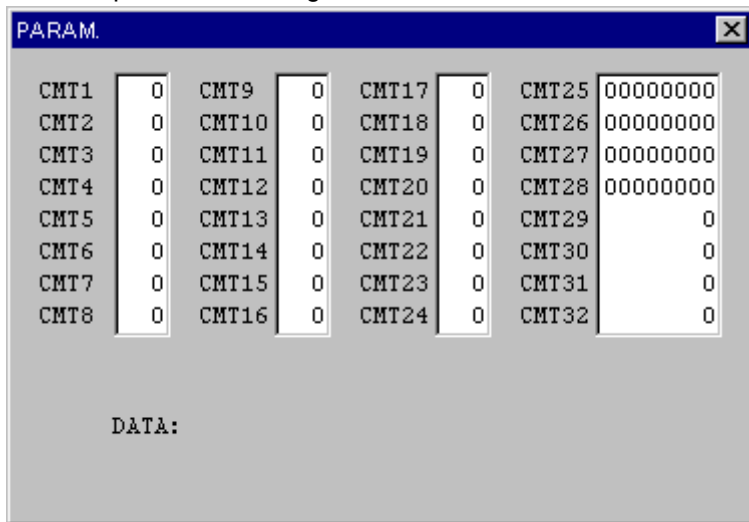 PARAM.
CMT1 0 CMT9 0 CMT17 0 CMT25 00000000
CMT2 0 CMT10 0 CMT18 0 CMT26 00000000
CMT3 0 CMT11 0 CMT19 0 CMT27 00000000
CMT4 0 CMT12 0 CMT20 0 CMT28 00000000
CMT5 0 CMT13 0 CMT21 0 CMT29 0
CMT6 0 CMT14 0 CMT22 0 CMT30 0
CMT7 0 CMT15 0 CMT23 0 CMT31 0
CMT8 0 CMT16 0 CMT24 0 CMT32 0
DATA: